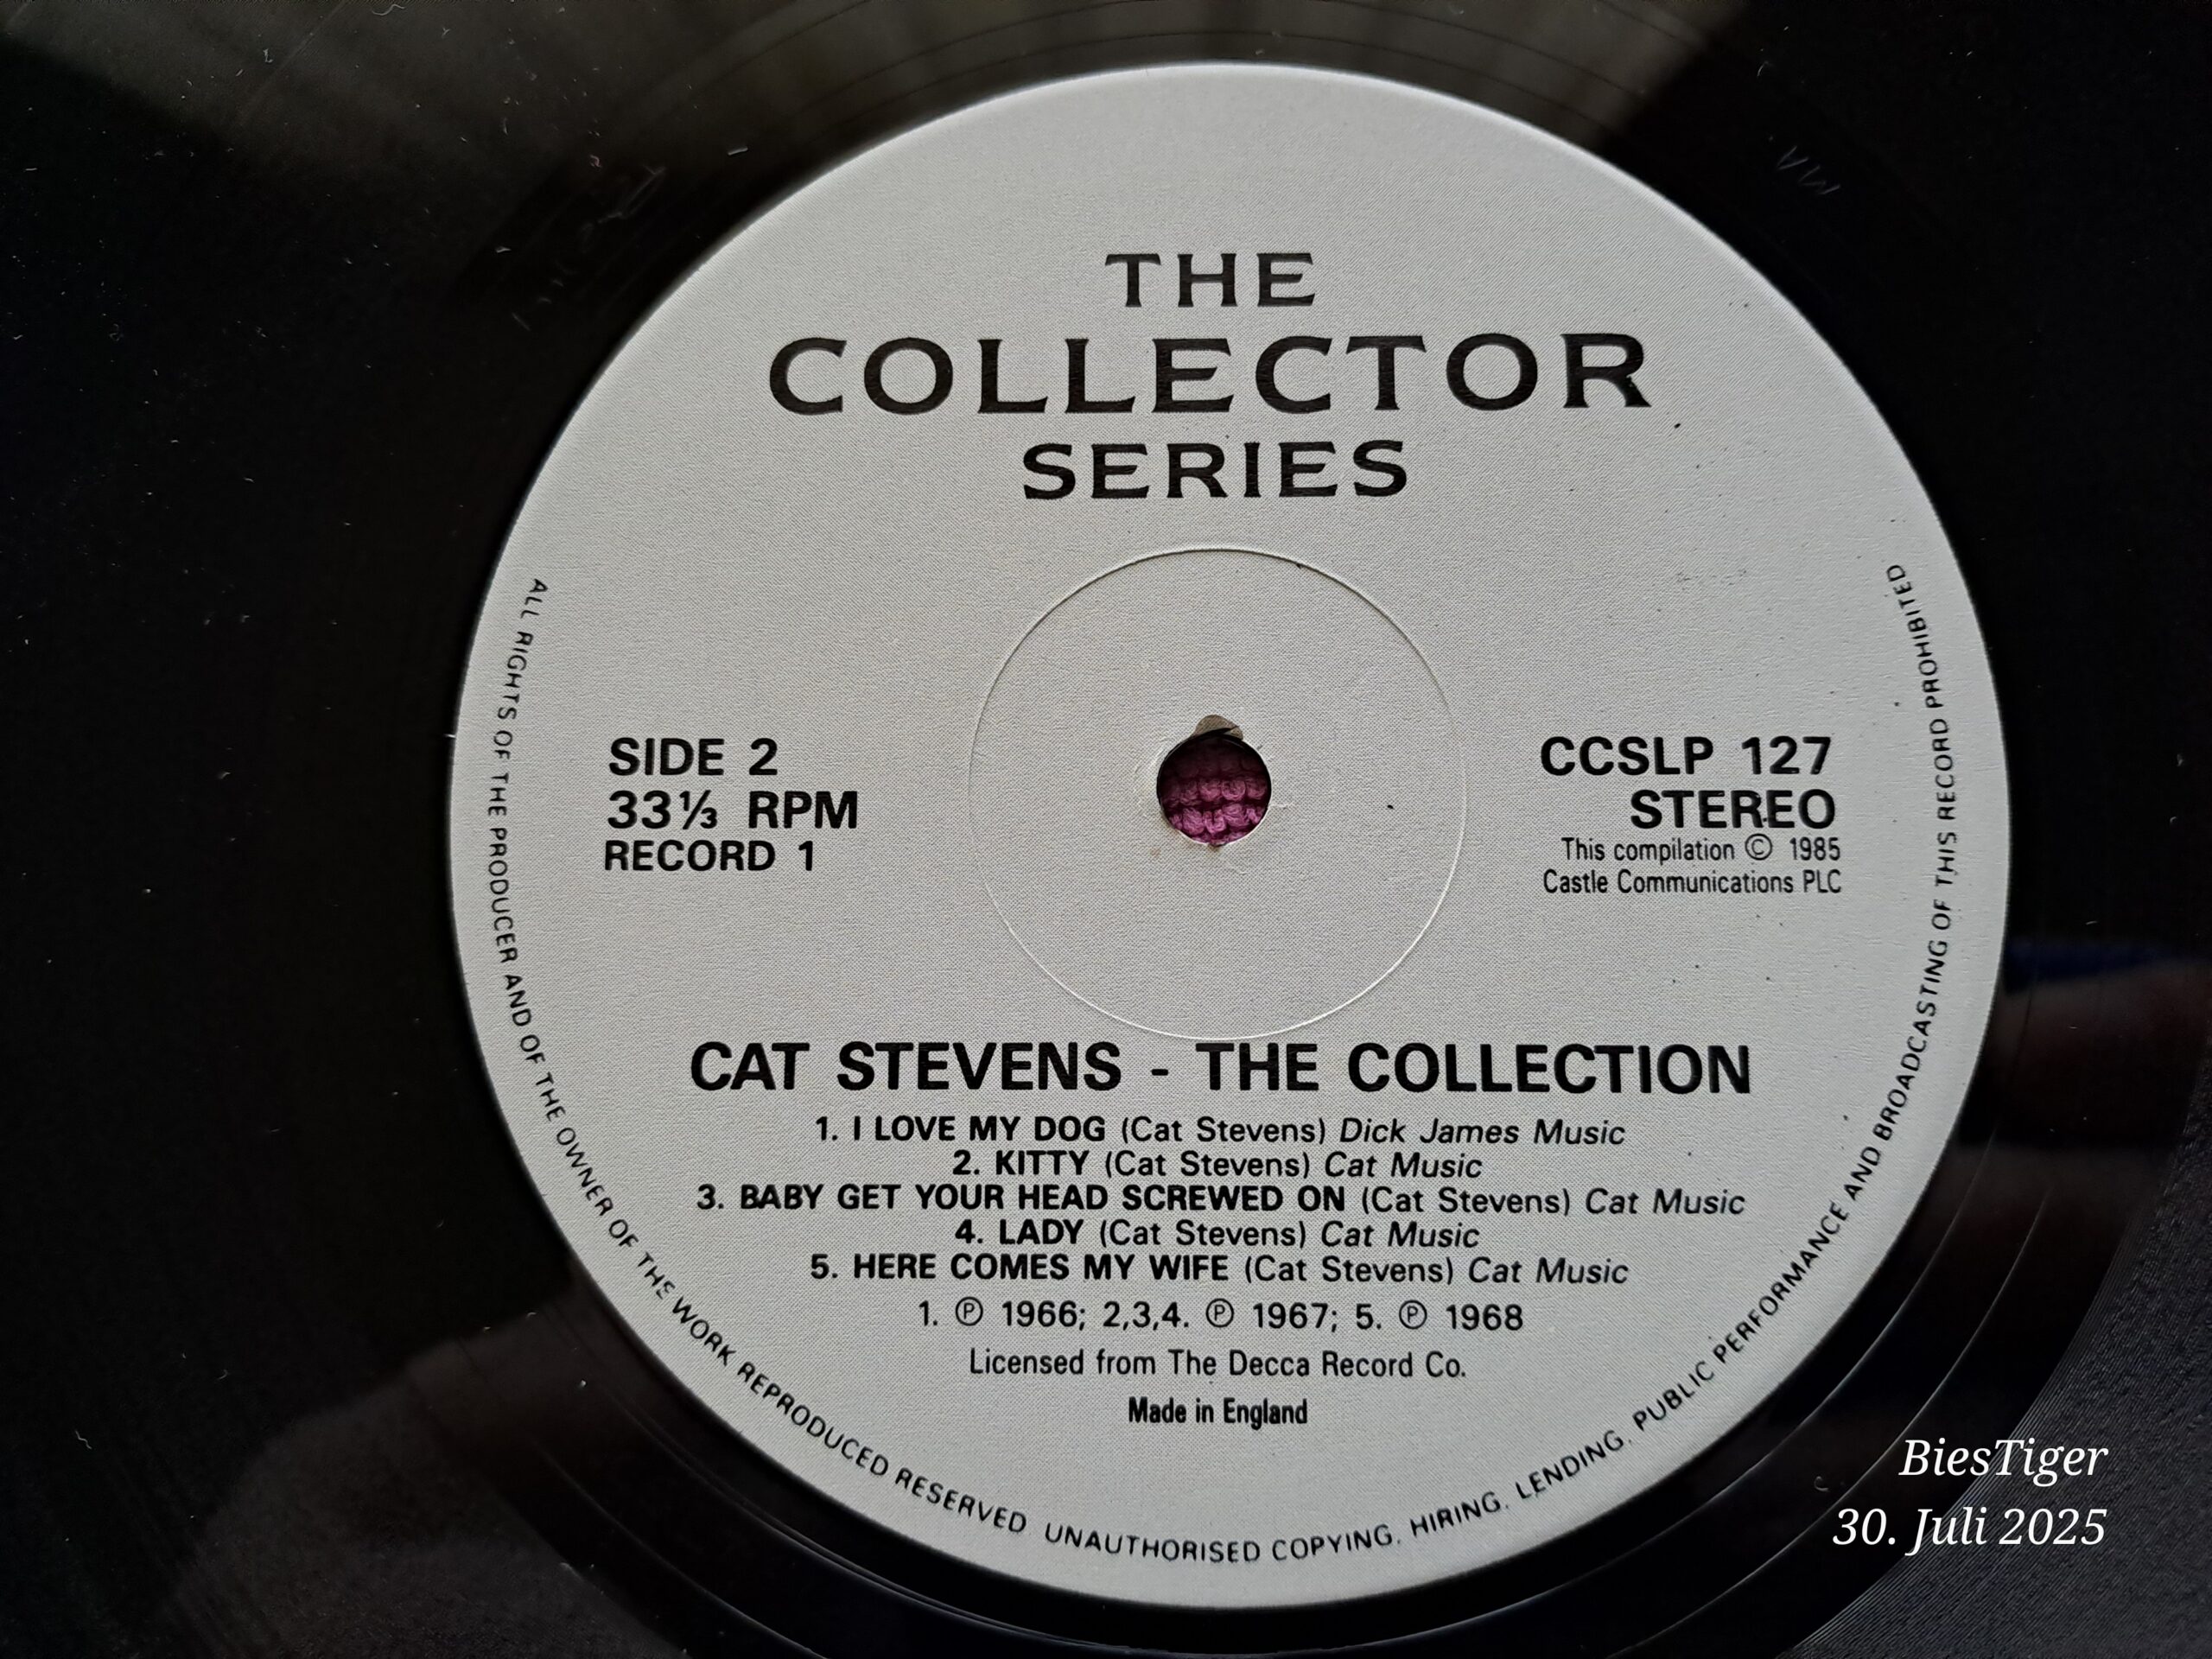 THE
COLLECTOR
SERIES
SIDE 2
33⅓ RPM
RECORD 1
CCSLP 127
STEREO
This compilation © 1985
Castle Communications PLC
CAT STEVENS - THE COLLECTION
1. I LOVE MY DOG (Cat Stevens) Dick James Music
2. KITTY (Cat Stevens) Cat Music
3. BABY GET YOUR HEAD SCREWED ON (Cat Stevens) Cat Music
4. LADY (Cat Stevens) Cat Music
5. HERE COMES MY WIFE (Cat Stevens) Cat Music
1. ℗ 1966; 2,3,4. ℗ 1967; 5. ℗ 1968
Licensed from The Decca Record Co.
Made in England
ALL RIGHTS OF THE PRODUCER AND OF THE OWNER OF THE WORK REPRODUCED RESERVED UNAUTHORISED COPYING, HIRING, LENDING, PUBLIC PERFORMANCE AND BROADCASTING OF THIS RECORD PROHIBITED
BiesTiger
30. Juli 2025